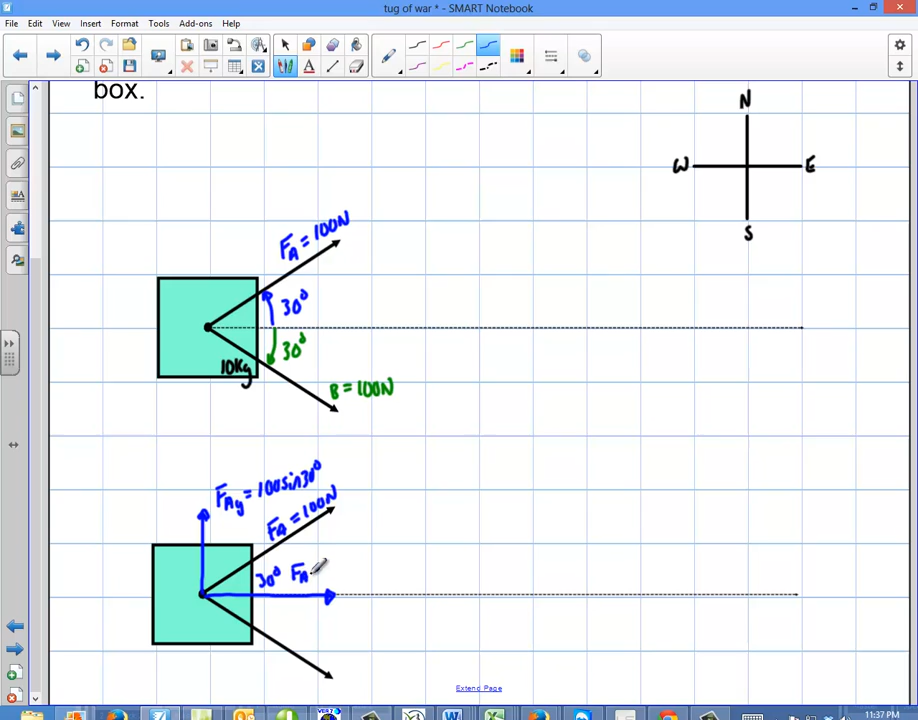 tug of war * - SMART Notebook
File Edit View Insert Format Tools Add-ons Help
box.
N
W E
S
FA = 100N
30°
30°
10Kg
B = 100N
FAy = 100sin30°
FA = 100N
30° FA
Extend Page
11:37 PM